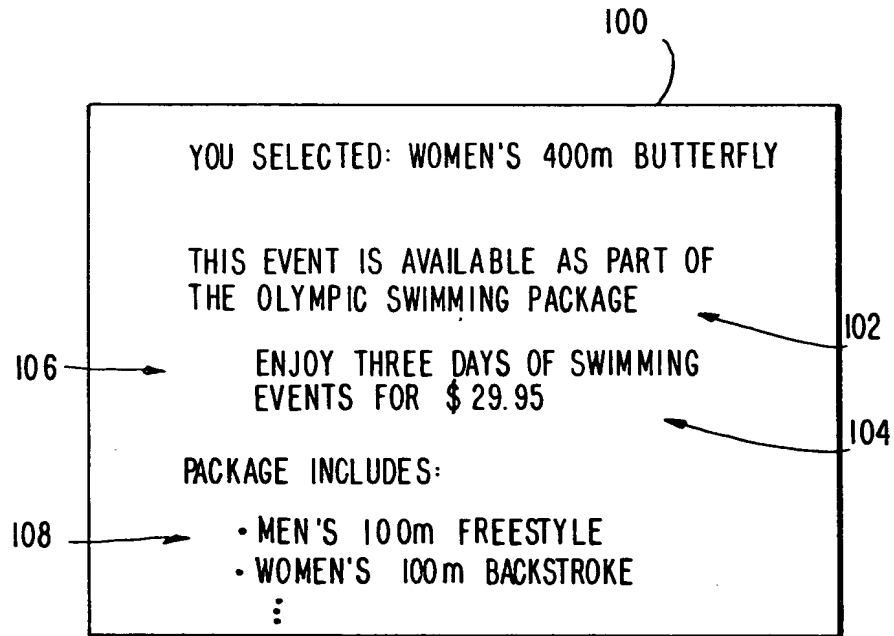 100
YOU SELECTED: WOMEN'S 400m BUTTERFLY
THIS EVENT IS AVAILABLE AS PART OF
THE OLYMPIC SWIMMING PACKAGE
102
106
ENJOY THREE DAYS OF SWIMMING
EVENTS FOR $29.95
104
PACKAGE INCLUDES:
108
• MEN'S 100m FREESTYLE
• WOMEN'S 100m BACKSTROKE
⋮